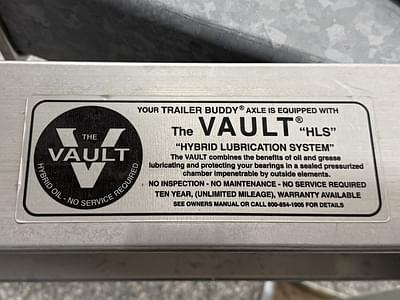 THE
VAULT
HYBRID OIL - NO SERVICE REQUIRED
YOUR TRAILER BUDDY® AXLE IS EQUIPPED WITH
The VAULT® "HLS"
"HYBRID LUBRICATION SYSTEM"
The VAULT combines the benefits of oil and grease
lubricating and protecting your bearings in a sealed pressurized
chamber impenetrable by outside elements.
NO INSPECTION - NO MAINTENANCE - NO SERVICE REQUIRED
TEN YEAR, (UNLIMITED MILEAGE), WARRANTY AVAILABLE
SEE OWNERS MANUAL OR CALL 800-854-1905 FOR DETAILS